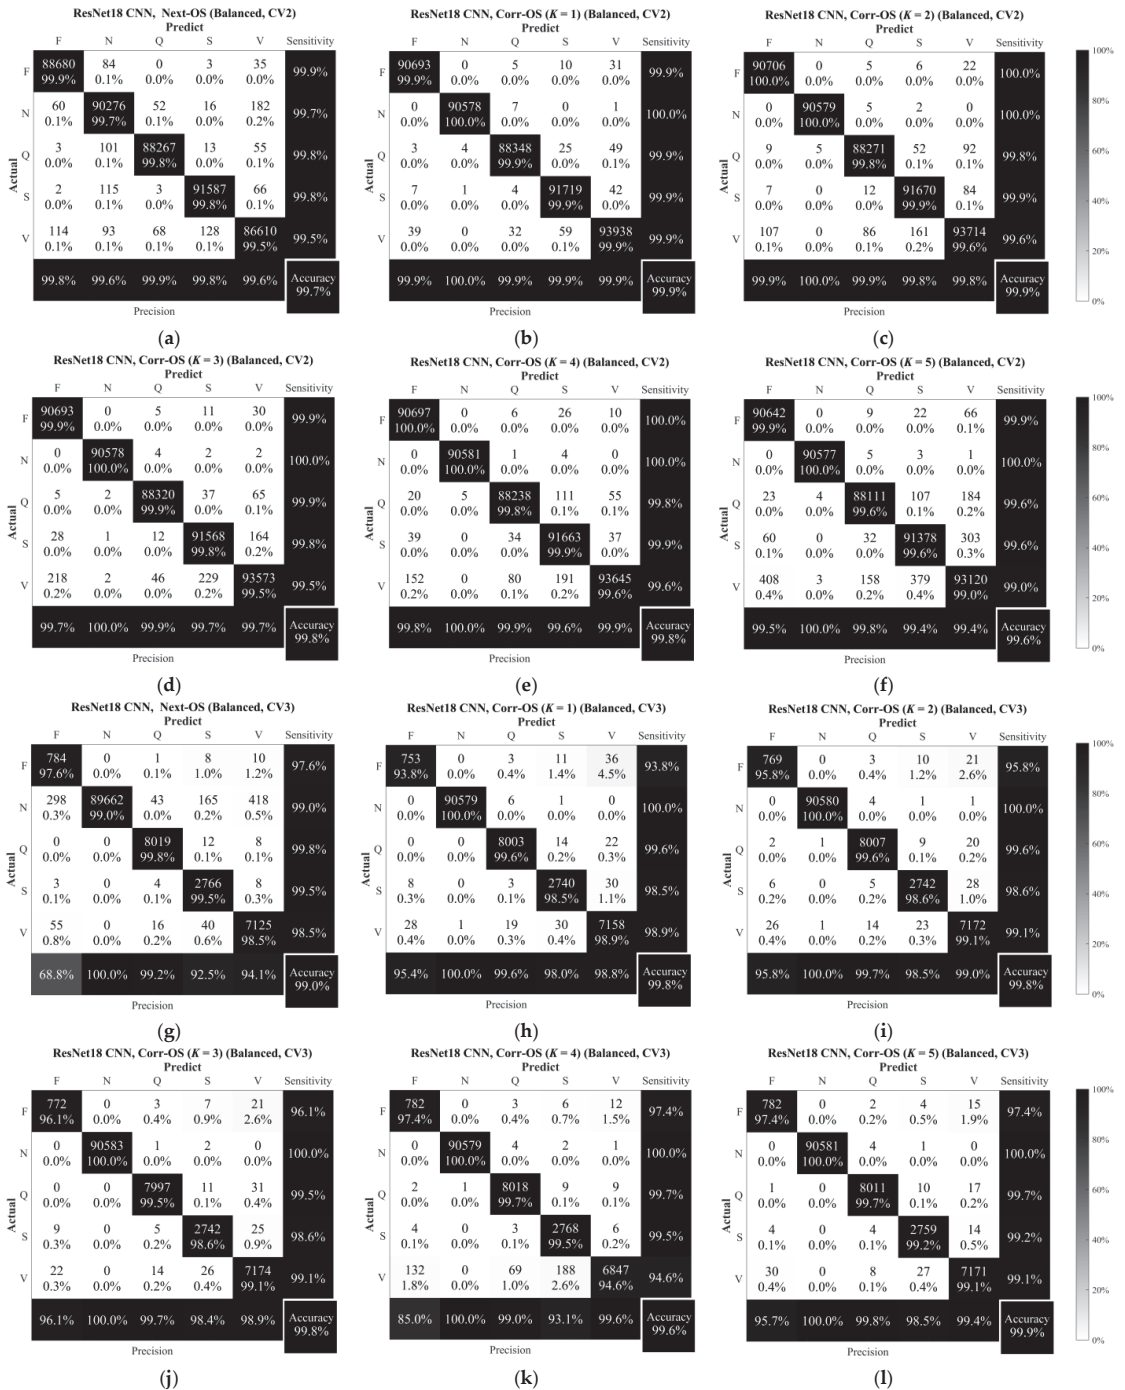 ResNet18 CNN, Next-OS (Balanced, CV2)
Predict
F N Q S V Sensitivity
Actual
F 88680 84 0 3 35 99.9%
99.9% 0.1% 0.0% 0.0% 0.0%
N 60 90276 52 16 182 99.7%
0.1% 99.7% 0.1% 0.0% 0.2%
Q 3 101 88267 13 55 99.8%
0.0% 0.1% 99.8% 0.0% 0.1%
S 2 115 3 91587 66 99.8%
0.0% 0.1% 0.0% 99.8% 0.1%
V 114 93 68 128 86610 99.5%
0.1% 0.1% 0.1% 0.1% 99.5%
99.8% 99.6% 99.9% 99.8% 99.6% Accuracy
99.7%
Precision
(a)
ResNet18 CNN, Corr-OS (K = 1) (Balanced, CV2)
Predict
F N Q S V Sensitivity
Actual
F 90693 0 5 10 31 99.9%
99.9% 0.0% 0.0% 0.0% 0.0%
N 0 90578 7 0 1 100.0%
0.0% 100.0% 0.0% 0.0% 0.0%
Q 3 4 88348 25 49 99.9%
0.0% 0.0% 99.9% 0.0% 0.1%
S 7 1 4 91719 42 99.9%
0.0% 0.0% 0.0% 99.9% 0.0%
V 39 0 32 59 93938 99.9%
0.0% 0.0% 0.0% 0.1% 99.9%
99.9% 100.0% 99.9% 99.9% 99.9% Accuracy
99.9%
Precision
(b)
ResNet18 CNN, Corr-OS (K = 2) (Balanced, CV2)
Predict
F N Q S V Sensitivity
Actual
F 90706 0 5 6 22 100.0%
100.0% 0.0% 0.0% 0.0% 0.0%
N 0 90579 5 2 0 100.0%
0.0% 100.0% 0.0% 0.0% 0.0%
Q 9 5 88271 52 92 99.8%
0.0% 0.0% 99.8% 0.1% 0.1%
S 7 0 12 91670 84 99.9%
0.0% 0.0% 0.0% 99.9% 0.1%
V 107 0 86 161 93714 99.6%
0.1% 0.0% 0.1% 0.2% 99.6%
99.9% 100.0% 99.9% 99.8% 99.8% Accuracy
99.9%
Precision
(c)
100%
80%
60%
40%
20%
0%
ResNet18 CNN, Corr-OS (K = 3) (Balanced, CV2)
Predict
F N Q S V Sensitivity
Actual
F 90693 0 5 11 30 99.9%
99.9% 0.0% 0.0% 0.0% 0.0%
N 0 90578 4 2 2 100.0%
0.0% 100.0% 0.0% 0.0% 0.0%
Q 5 2 88320 37 65 99.9%
0.0% 0.0% 99.9% 0.0% 0.1%
S 28 1 12 91568 164 99.8%
0.0% 0.0% 0.0% 99.8% 0.2%
V 218 2 46 229 93573 99.5%
0.2% 0.0% 0.0% 0.2% 99.5%
99.7% 100.0% 99.9% 99.7% 99.7% Accuracy
99.8%
Precision
(d)
ResNet18 CNN, Corr-OS (K = 4) (Balanced, CV2)
Predict
F N Q S V Sensitivity
Actual
F 90697 0 6 26 10 100.0%
100.0% 0.0% 0.0% 0.0% 0.0%
N 0 90581 1 4 0 100.0%
0.0% 100.0% 0.0% 0.0% 0.0%
Q 20 5 88238 111 55 99.8%
0.0% 0.0% 99.8% 0.1% 0.1%
S 39 0 34 91663 37 99.9%
0.0% 0.0% 0.0% 99.9% 0.0%
V 152 0 80 191 93645 99.6%
0.2% 0.0% 0.1% 0.2% 99.6%
99.8% 100.0% 99.9% 99.6% 99.9% Accuracy
99.8%
Precision
(e)
ResNet18 CNN, Corr-OS (K = 5) (Balanced, CV2)
Predict
F N Q S V Sensitivity
Actual
F 90642 0 9 22 66 99.9%
99.9% 0.0% 0.0% 0.0% 0.1%
N 0 90577 5 3 1 100.0%
0.0% 100.0% 0.0% 0.0% 0.0%
Q 23 4 88111 107 184 99.6%
0.0% 0.0% 99.6% 0.1% 0.2%
S 60 0 32 91378 303 99.6%
0.1% 0.0% 0.0% 99.6% 0.3%
V 408 3 158 379 93120 99.0%
0.4% 0.0% 0.2% 0.4% 99.0%
99.5% 100.0% 99.8% 99.4% 99.4% Accuracy
99.6%
Precision
(f)
100%
80%
60%
40%
20%
0%
ResNet18 CNN, Next-OS (Balanced, CV3)
Predict
F N Q S V Sensitivity
Actual
F 784 0 1 8 10 97.6%
97.6% 0.0% 0.1% 1.0% 1.2%
N 298 89662 43 165 418 99.0%
0.3% 99.0% 0.0% 0.2% 0.5%
Q 0 0 8019 12 8 99.8%
0.0% 0.0% 99.8% 0.1% 0.1%
S 3 0 4 2766 8 99.5%
0.1% 0.0% 0.1% 99.5% 0.3%
V 55 0 16 40 7125 98.5%
0.8% 0.0% 0.2% 0.6% 98.5%
68.8% 100.0% 99.2% 92.5% 94.1% Accuracy
99.0%
Precision
(g)
ResNet18 CNN, Corr-OS (K = 1) (Balanced, CV3)
Predict
F N Q S V Sensitivity
Actual
F 753 0 3 11 36 93.8%
93.8% 0.0% 0.4% 1.4% 4.5%
N 0 90579 6 1 0 100.0%
0.0% 100.0% 0.0% 0.0% 0.0%
Q 0 0 8003 14 22 99.6%
0.0% 0.0% 99.6% 0.2% 0.3%
S 8 0 3 2740 30 98.5%
0.3% 0.0% 0.1% 98.5% 1.1%
V 28 1 19 30 7158 98.9%
0.4% 0.0% 0.3% 0.4% 98.9%
95.4% 100.0% 99.6% 98.0% 98.8% Accuracy
99.8%
Precision
(h)
ResNet18 CNN, Corr-OS (K = 2) (Balanced, CV3)
Predict
F N Q S V Sensitivity
Actual
F 769 0 3 10 21 95.8%
95.8% 0.0% 0.4% 1.2% 2.6%
N 0 90580 4 1 1 100.0%
0.0% 100.0% 0.0% 0.0% 0.0%
Q 2 1 8007 9 20 99.6%
0.0% 0.0% 99.6% 0.1% 0.2%
S 6 0 5 2742 28 98.6%
0.2% 0.0% 0.2% 98.6% 1.0%
V 26 1 14 23 7172 99.1%
0.4% 0.0% 0.2% 0.3% 99.1%
95.8% 100.0% 99.7% 98.5% 99.0% Accuracy
99.8%
Precision
(i)
100%
80%
60%
40%
20%
0%
ResNet18 CNN, Corr-OS (K = 3) (Balanced, CV3)
Predict
F N Q S V Sensitivity
Actual
F 772 0 3 7 21 96.1%
96.1% 0.0% 0.4% 0.9% 2.6%
N 0 90583 1 2 0 100.0%
0.0% 100.0% 0.0% 0.0% 0.0%
Q 0 0 7997 11 31 99.5%
0.0% 0.0% 99.5% 0.1% 0.4%
S 9 0 5 2742 25 98.6%
0.3% 0.0% 0.2% 98.6% 0.9%
V 22 0 14 26 7174 99.1%
0.3% 0.0% 0.2% 0.4% 99.1%
96.1% 100.0% 99.7% 98.4% 98.9% Accuracy
99.8%
Precision
(j)
ResNet18 CNN, Corr-OS (K = 4) (Balanced, CV3)
Predict
F N Q S V Sensitivity
Actual
F 782 0 3 6 12 97.4%
97.4% 0.0% 0.4% 0.7% 1.5%
N 0 90579 4 2 1 100.0%
0.0% 100.0% 0.0% 0.0% 0.0%
Q 2 1 8018 9 9 99.7%
0.0% 0.0% 99.7% 0.1% 0.1%
S 4 0 3 2768 6 99.5%
0.1% 0.0% 0.1% 99.5% 0.2%
V 132 0 69 188 6847 94.6%
1.8% 0.0% 1.0% 2.6% 94.6%
85.0% 100.0% 99.0% 93.1% 99.6% Accuracy
99.6%
Precision
(k)
ResNet18 CNN, Corr-OS (K = 5) (Balanced, CV3)
Predict
F N Q S V Sensitivity
Actual
F 782 0 2 4 15 97.4%
97.4% 0.0% 0.2% 0.5% 1.9%
N 0 90581 4 1 0 100.0%
0.0% 100.0% 0.0% 0.0% 0.0%
Q 1 0 8011 10 17 99.7%
0.0% 0.0% 99.7% 0.1% 0.2%
S 4 0 4 2759 14 99.2%
0.1% 0.0% 0.1% 99.2% 0.5%
V 30 0 8 27 7171 99.1%
0.4% 0.0% 0.1% 0.4% 99.1%
95.7% 100.0% 99.8% 98.5% 99.4% Accuracy
99.9%
Precision
(l)
100%
80%
60%
40%
20%
0%